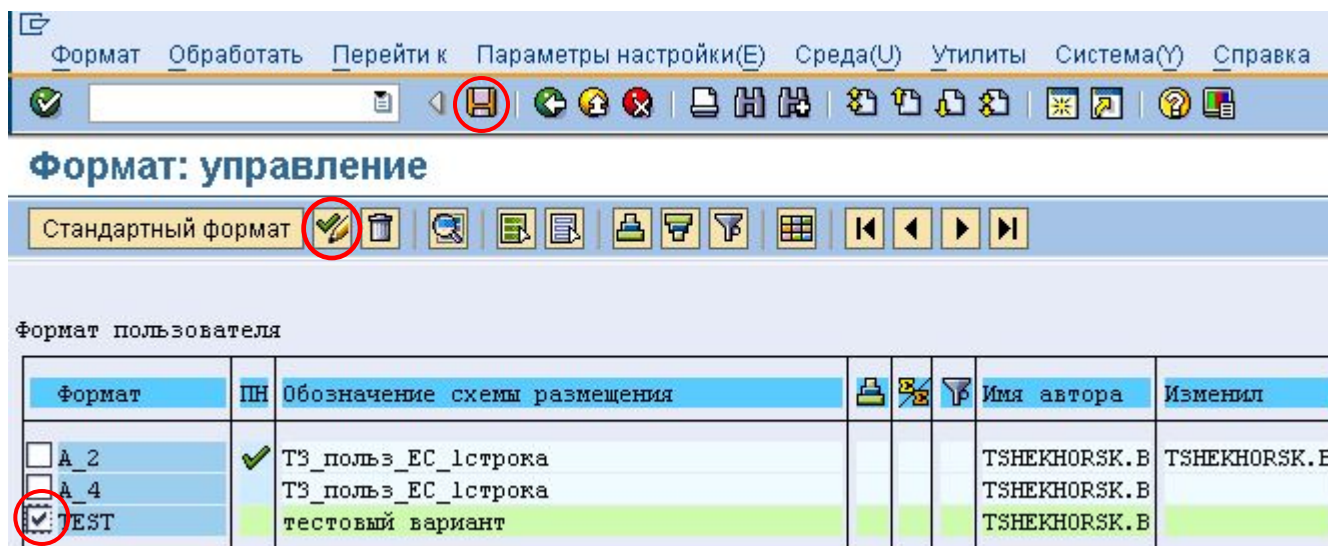 Формат Обработать Перейти к Параметры настройки(E) Среда(U) Утилиты Система(Y) Справка
Формат: управление
Стандартный формат
Формат пользователя
Формат ПН Обозначение схемы размещения Имя автора Изменил
A_2 ТЗ_польз_ЕС_1строка TSHEKHORSK.B TSHEKHORSK.B
A_4 ТЗ_польз_ЕС_1строка TSHEKHORSK.B
TEST тестовый вариант TSHEKHORSK.B